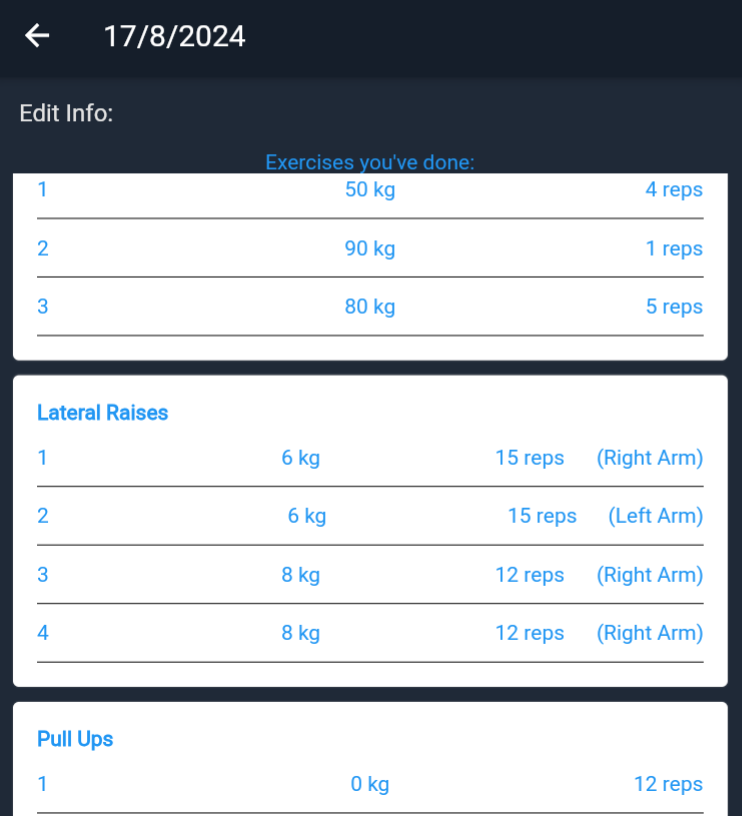 17/8/2024
Edit Info:
Exercises you've done:
1 50 kg 4 reps
2 90 kg 1 reps
3 80 kg 5 reps
Lateral Raises
1 6 kg 15 reps (Right Arm)
2 6 kg 15 reps (Left Arm)
3 8 kg 12 reps (Right Arm)
4 8 kg 12 reps (Right Arm)
Pull Ups
1 0 kg 12 reps